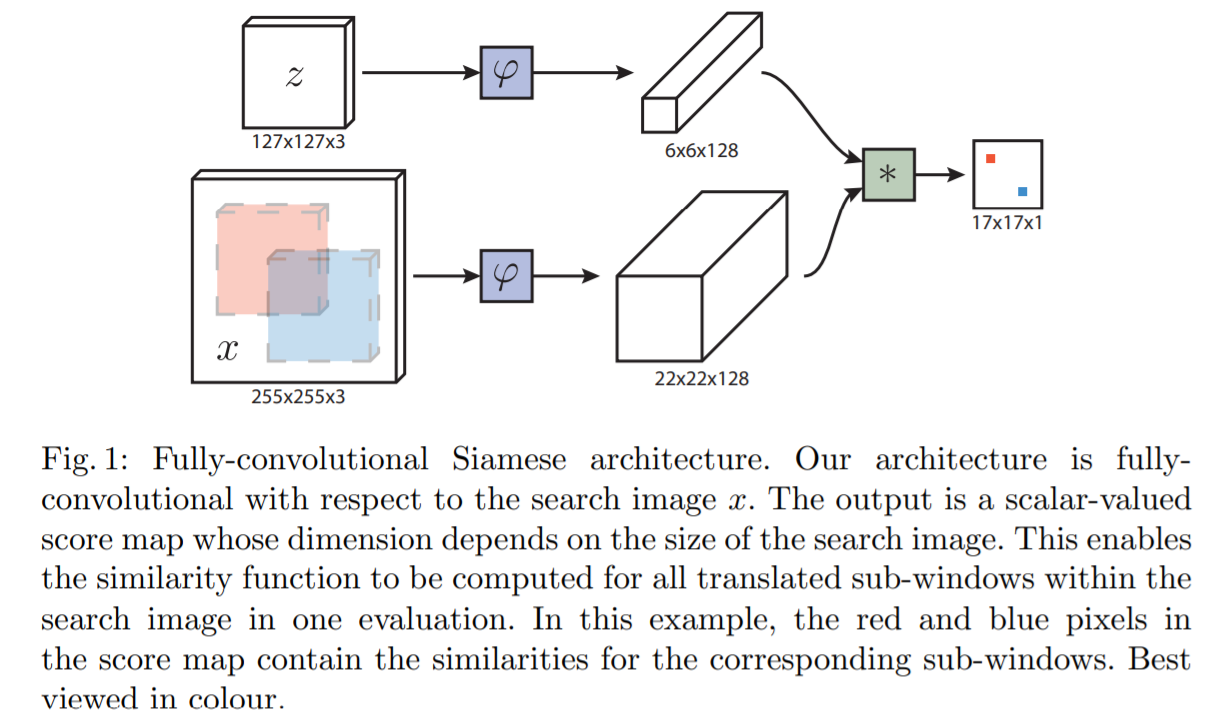 z
φ
127x127x3
6x6x128
*
17x17x1
x
φ
255x255x3
22x22x128
Fig. 1: Fully-convolutional Siamese architecture. Our architecture is fully-
convolutional with respect to the search image x. The output is a scalar-valued
score map whose dimension depends on the size of the search image. This enables
the similarity function to be computed for all translated sub-windows within the
search image in one evaluation. In this example, the red and blue pixels in
the score map contain the similarities for the corresponding sub-windows. Best
viewed in colour.